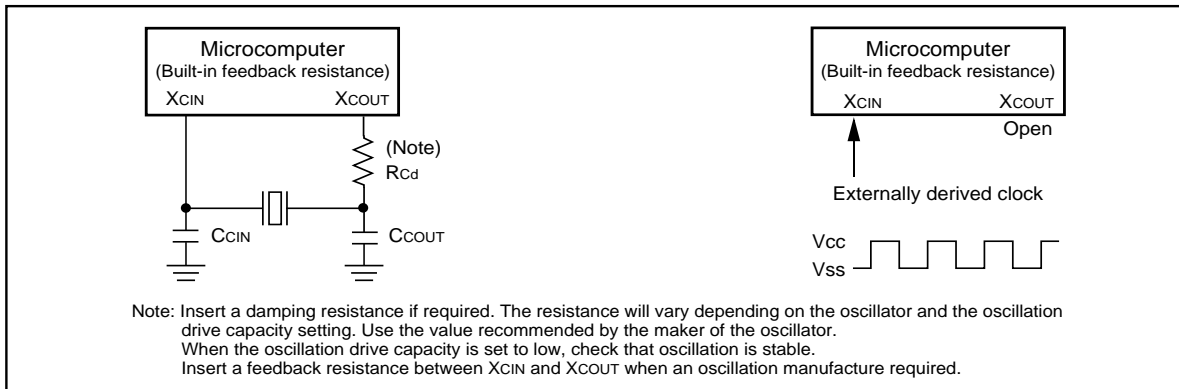 Microcomputer
(Built-in feedback resistance)
XCIN XCOUT
(Note)
RCd
CCIN CCOUT
Microcomputer
(Built-in feedback resistance)
XCIN XCOUT
Open
Externally derived clock
Vcc
Vss
Note: Insert a damping resistance if required. The resistance will vary depending on the oscillator and the oscillation
drive capacity setting. Use the value recommended by the maker of the oscillator.
When the oscillation drive capacity is set to low, check that oscillation is stable.
Insert a feedback resistance between XCIN and XCOUT when an oscillation manufacture required.